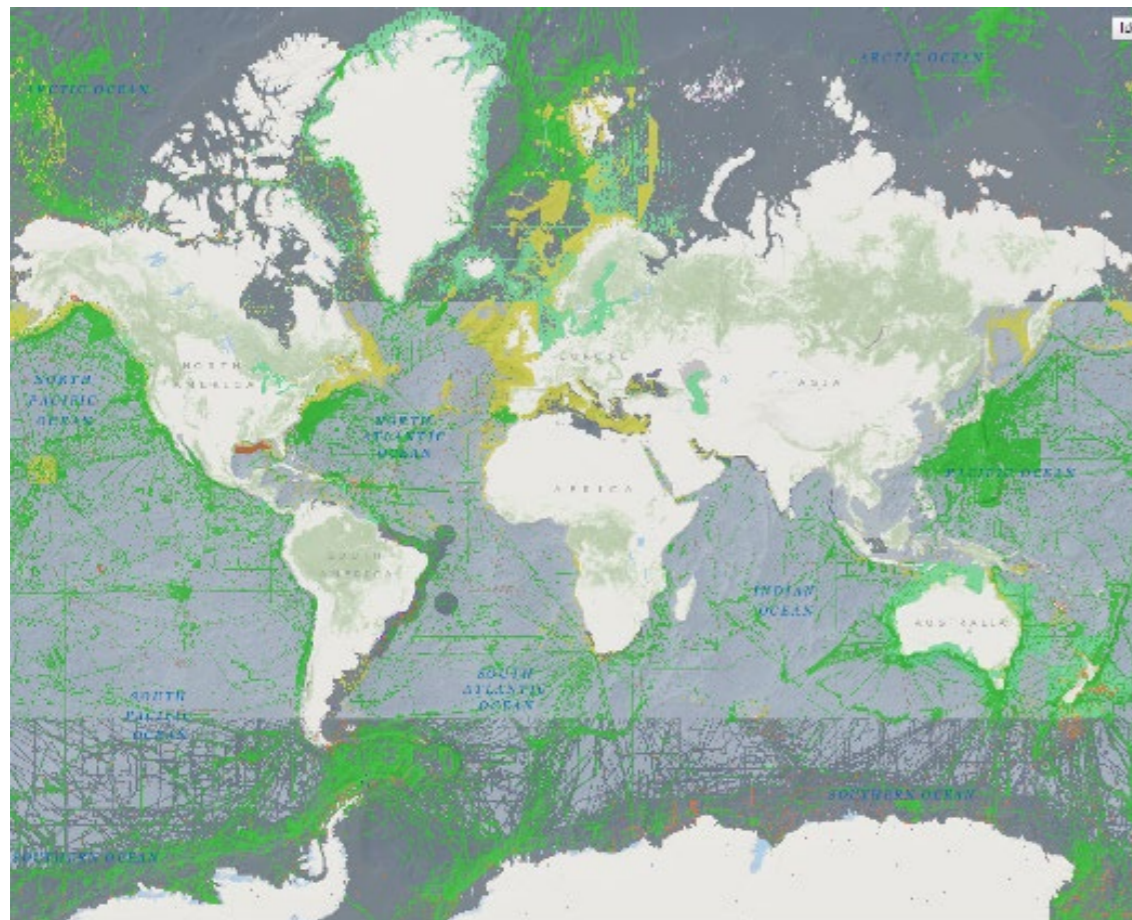 Id
ARCTIC OCEAN
ARCTIC OCEAN
NORTH
AMERICA
EUROPE
ASIA
NORTH
PACIFIC
OCEAN
NORTH
ATLANTIC
OCEAN
PACIFIC OCEAN
AFRICA
SOUTH
AMERICA
INDIAN
OCEAN
AUSTRALIA
SOUTH
PACIFIC
OCEAN
SOUTH
ATLANTIC
OCEAN
SOUTHERN OCEAN
SOUTHERN OCEAN